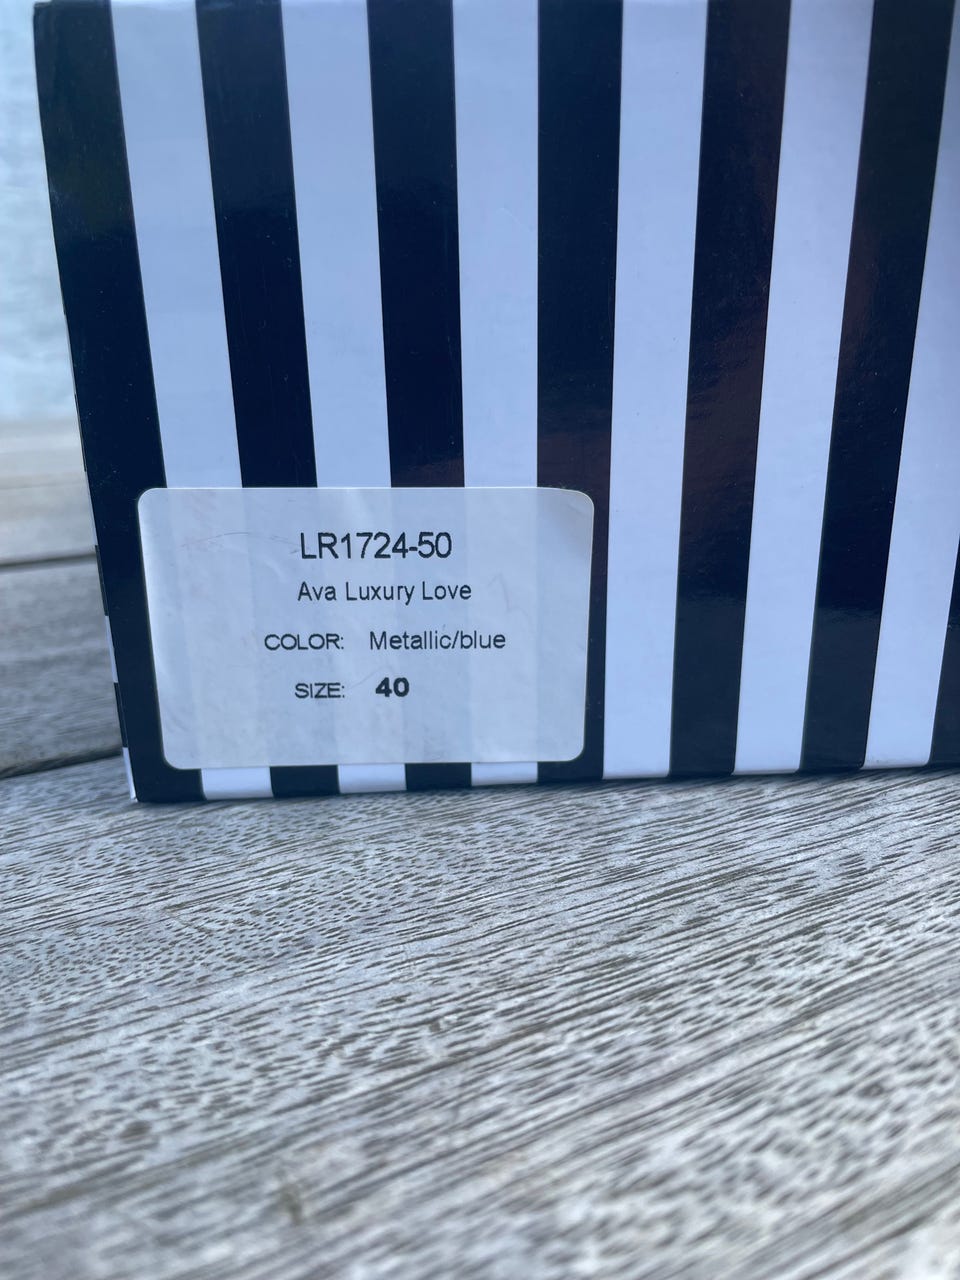 LR1724-50
Ava Luxury Love
COLOR: Metallic/blue
SIZE: 40